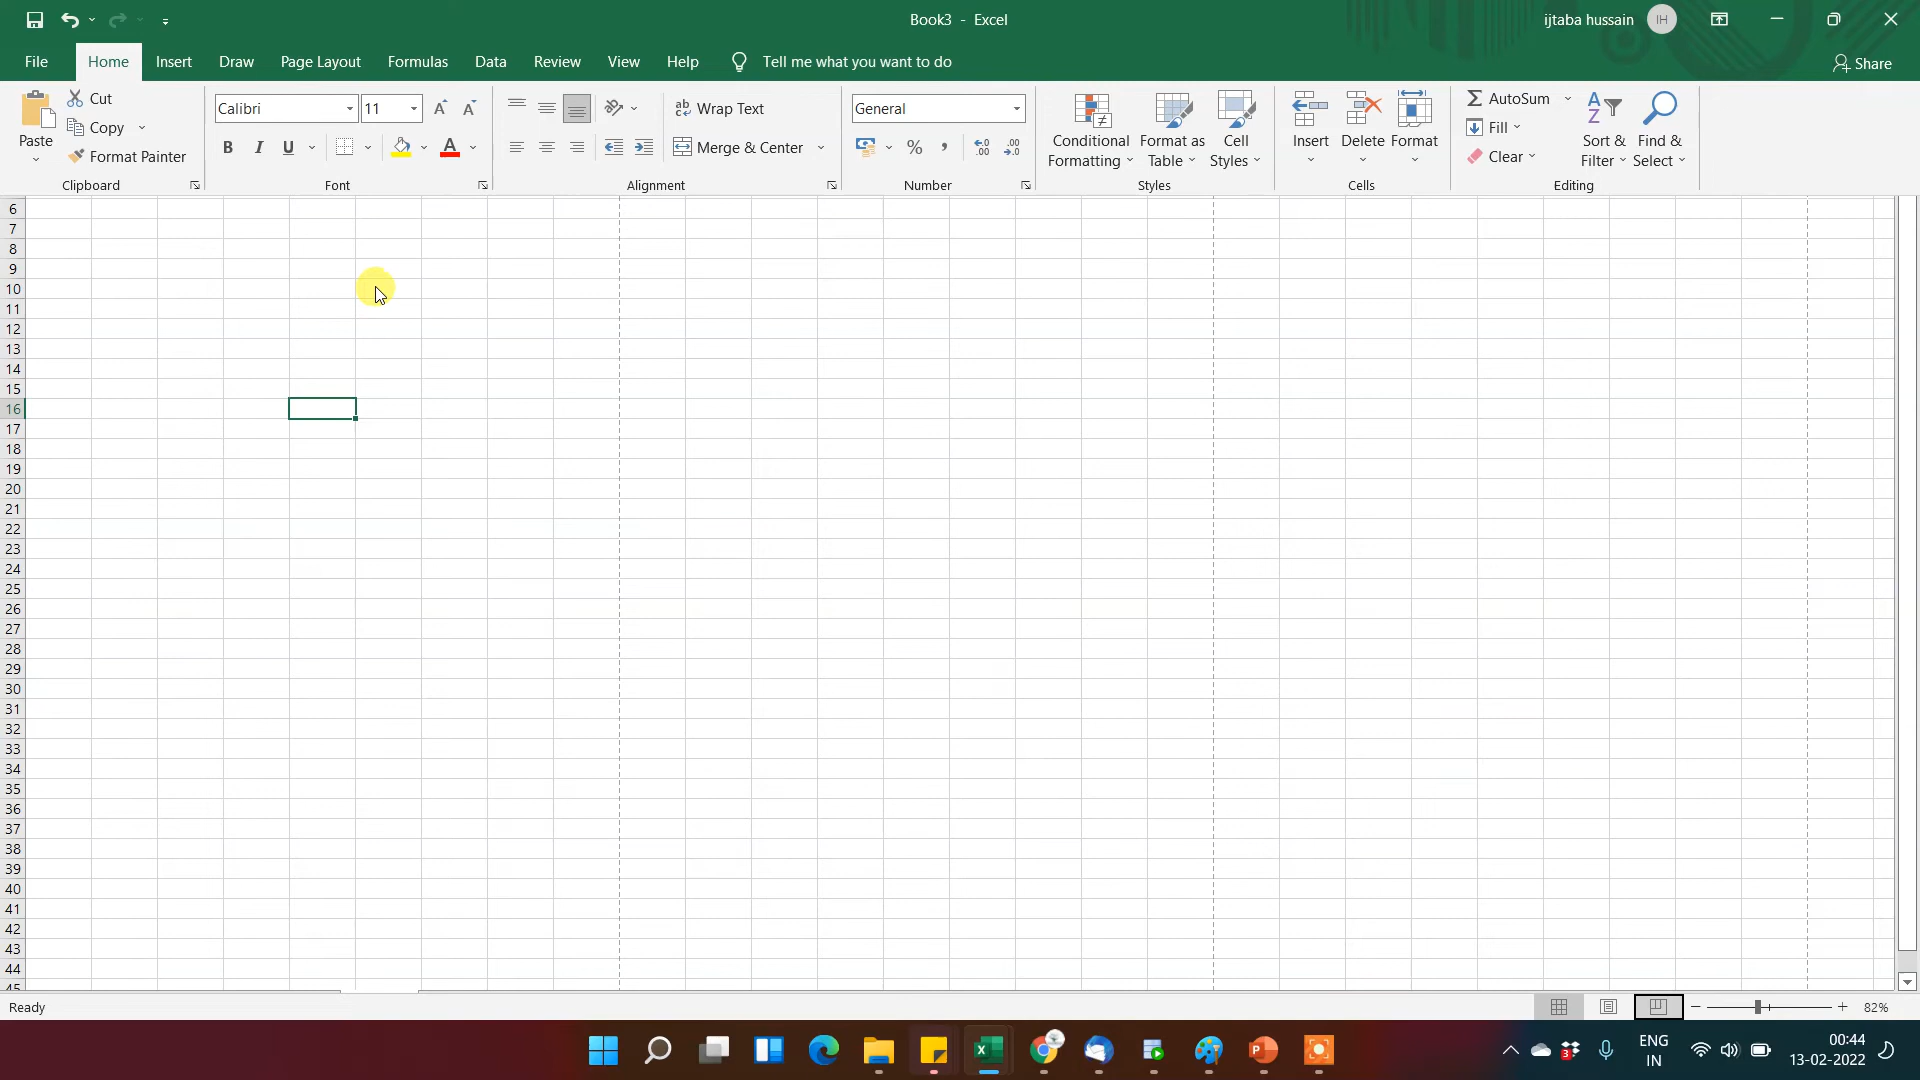 Book3 - Excel
ijtaba hussain
IH
File
Home
Insert
Draw
Page Layout
Formulas
Data
Review
View
Help
Tell me what you want to do
Share
Paste
Cut
Copy
Format Painter
Clipboard
Calibri
11
B
I
U
A
Font
ab
Wrap Text
Merge & Center
Alignment
General
%
Number
Conditional
Formatting
Format as
Table
Cell
Styles
Styles
Insert
Delete
Format
Cells
AutoSum
Fill
Clear
Sort &
Filter
Find &
Select
Editing
6
7
8
9
10
11
12
13
14
15
16
17
18
19
20
21
22
23
24
25
26
27
28
29
30
31
32
33
34
35
36
37
38
39
40
41
42
43
44
Ready
82%
ENG
IN
00:44
13-02-2022